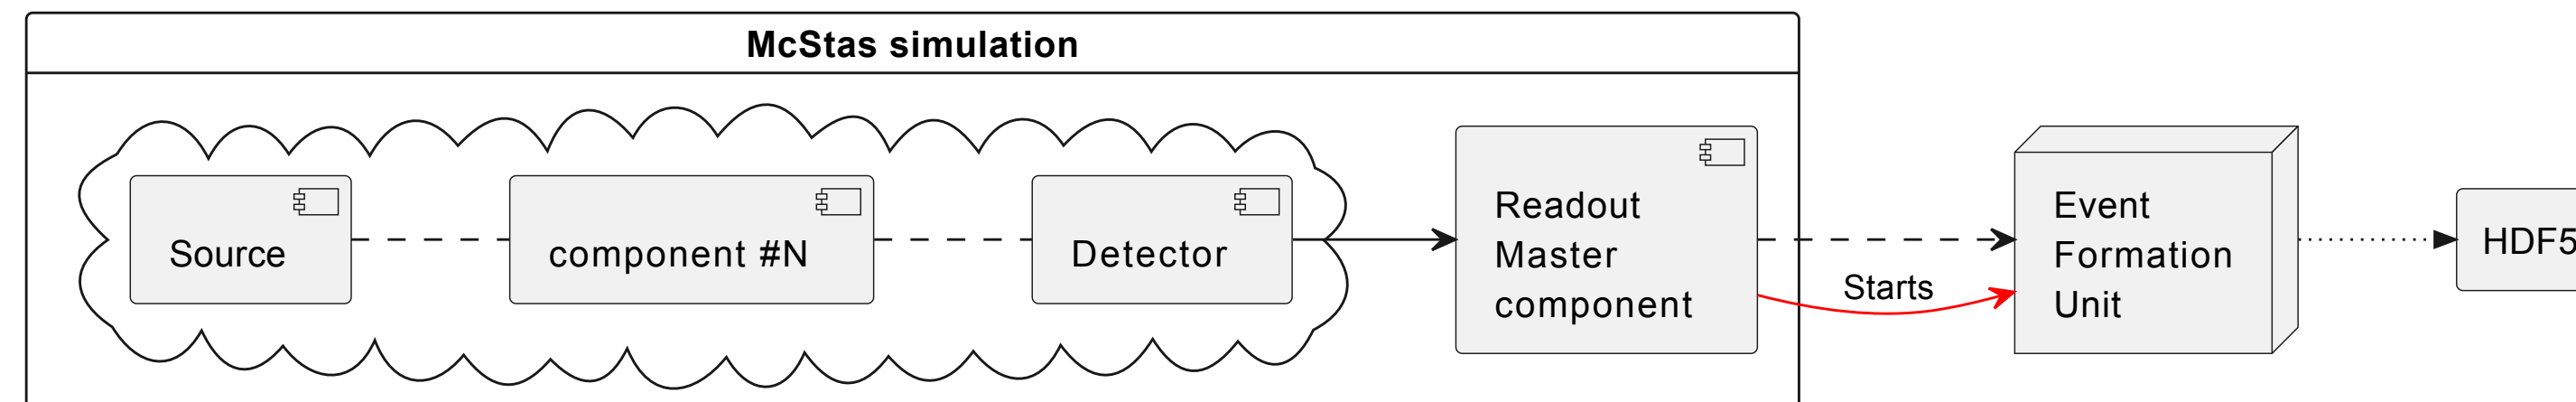 McStas simulation
Source
component #N
Detector
Readout
Master
component
Starts
Event
Formation
Unit
HDF5